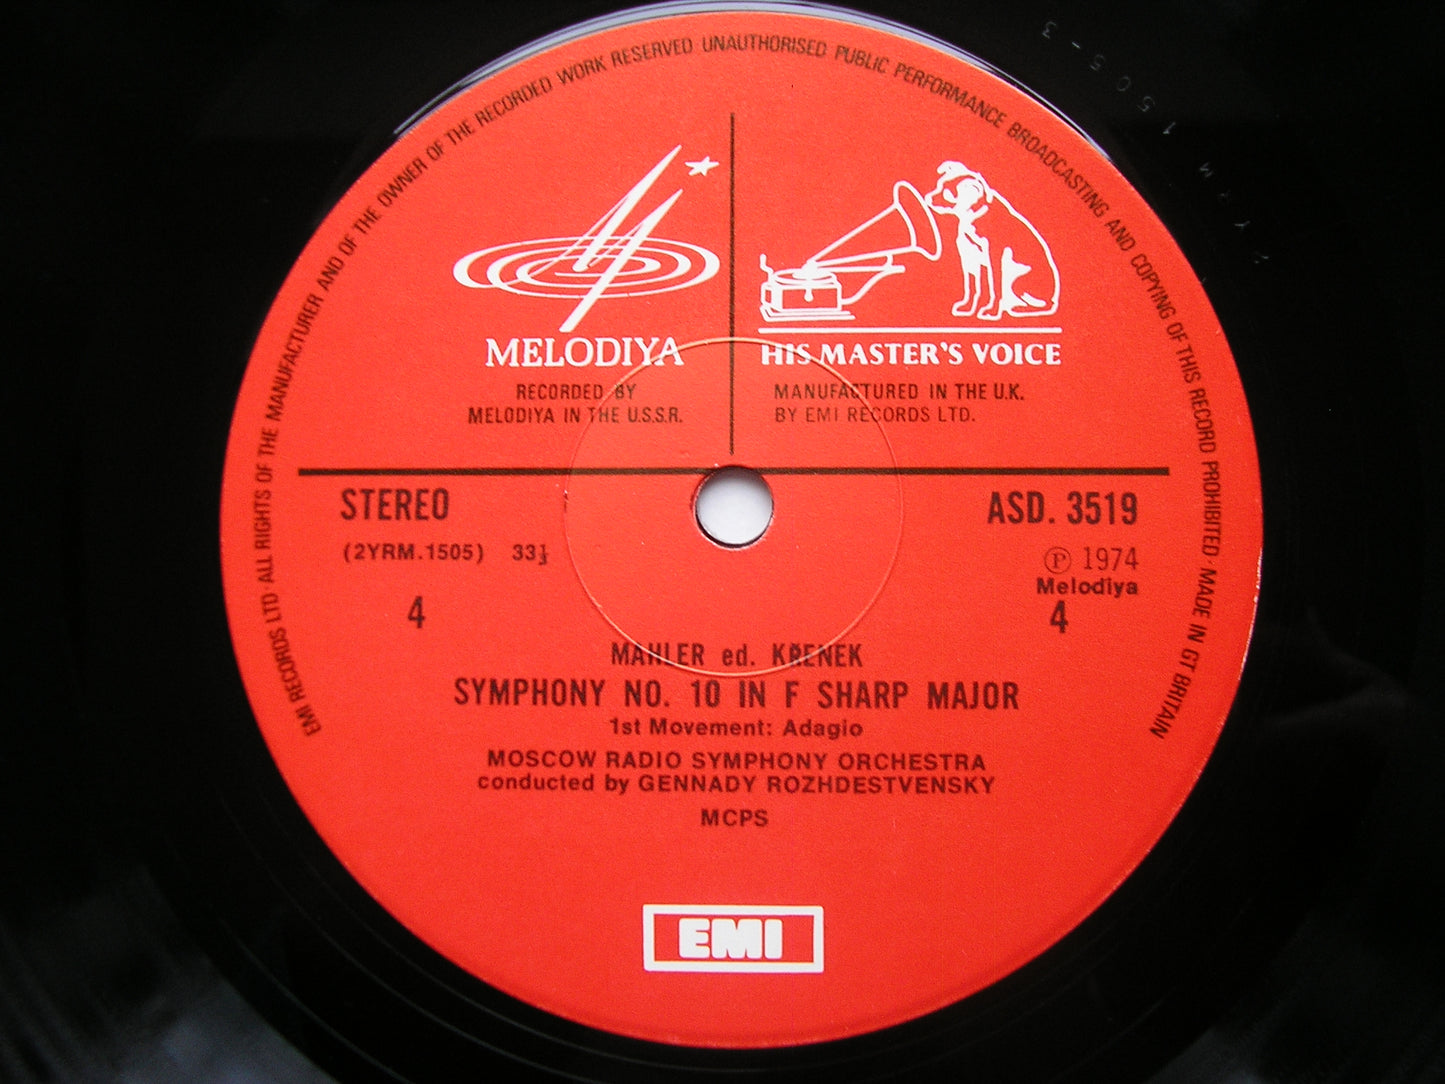 EMI RECORDS LTD · ALL RIGHTS OF THE MANUFACTURER AND OF THE OWNER OF THE RECORDED WORK RESERVED UNAUTHORISED PUBLIC PERFORMANCE BROADCASTING AND COPYING OF THIS RECORD PROHIBITED · MADE IN GT BRITAIN
2YRM 1505-3
MELODIYA
RECORDED BY
MELODIYA IN THE U.S.S.R.
HIS MASTER'S VOICE
MANUFACTURED IN THE U.K.
BY EMI RECORDS LTD.
STEREO
(2YRM.1505) 33⅓
4
ASD. 3519
Ⓟ 1974
Melodiya
4
MAHLER ed. KŘENEK
SYMPHONY NO. 10 IN F SHARP MAJOR
1st Movement: Adagio
MOSCOW RADIO SYMPHONY ORCHESTRA
conducted by GENNADY ROZHDESTVENSKY
MCPS
EMI